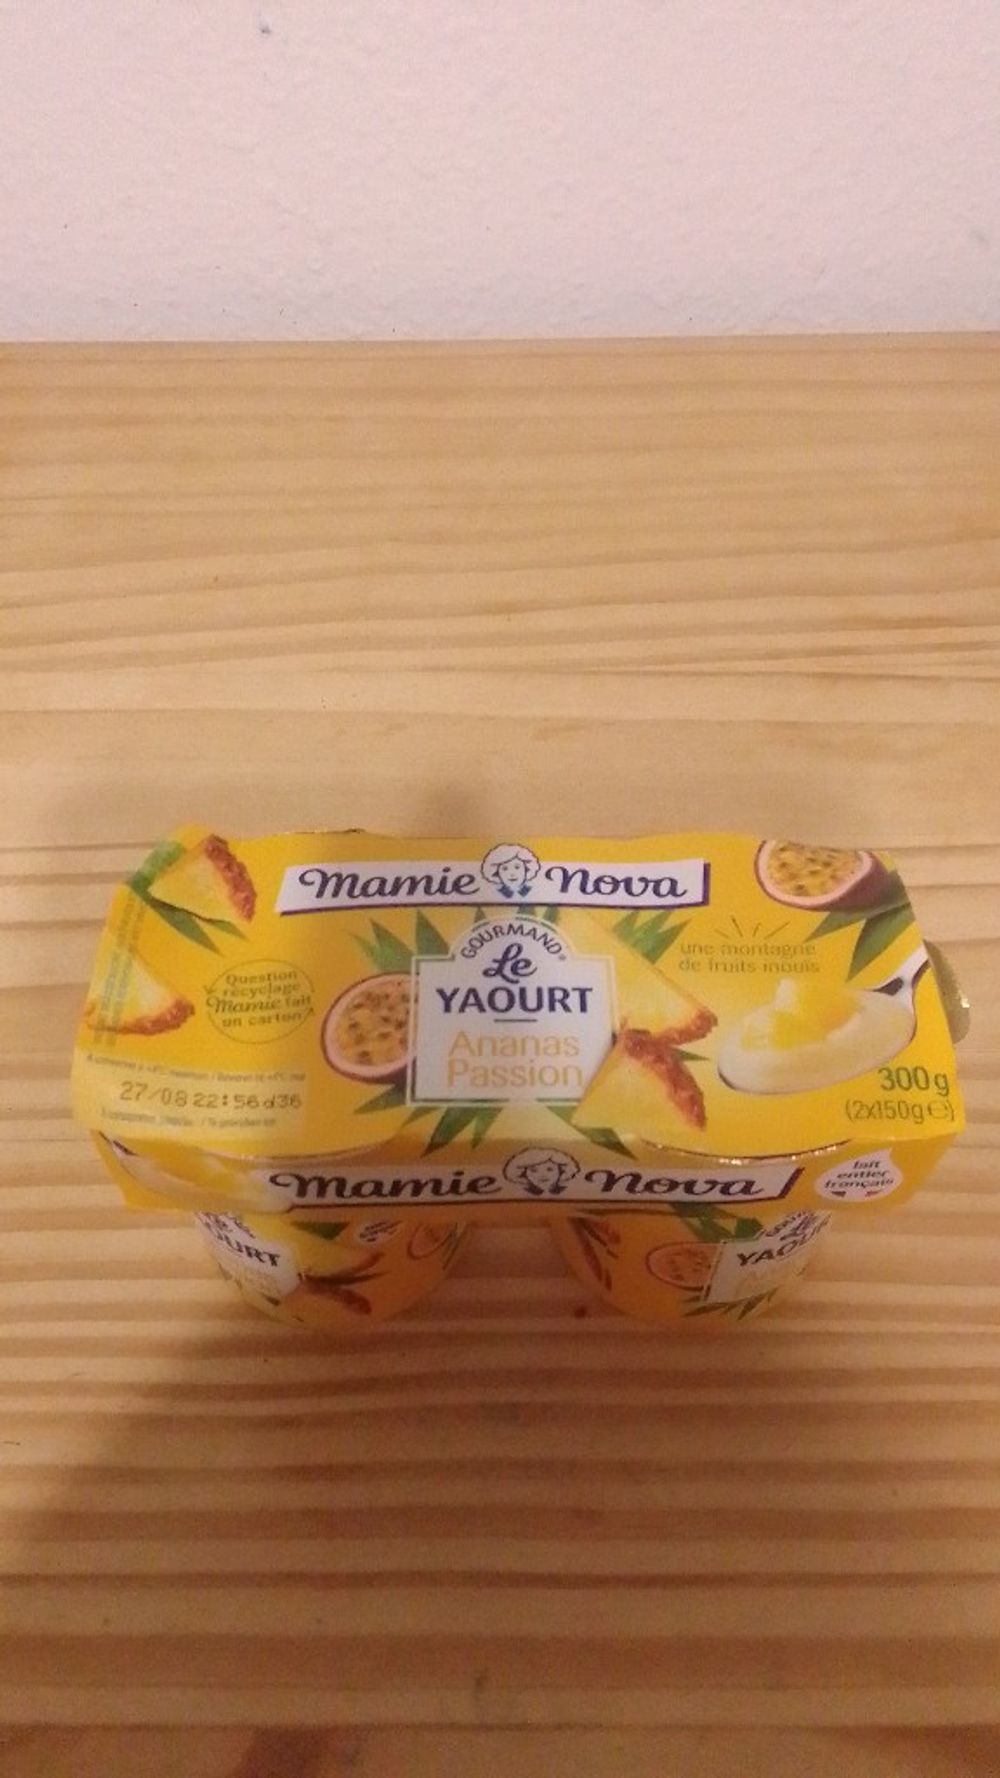 mamie nova
GOURMAND®
Le
YAOURT
Ananas
Passion
une montagne
de fruits inouïs
Question
recyclage
Mamie fait
un carton
27/08 22:56 d36
300g
(2x150g e)
mamie nova
lait
entier
français
YAOURT